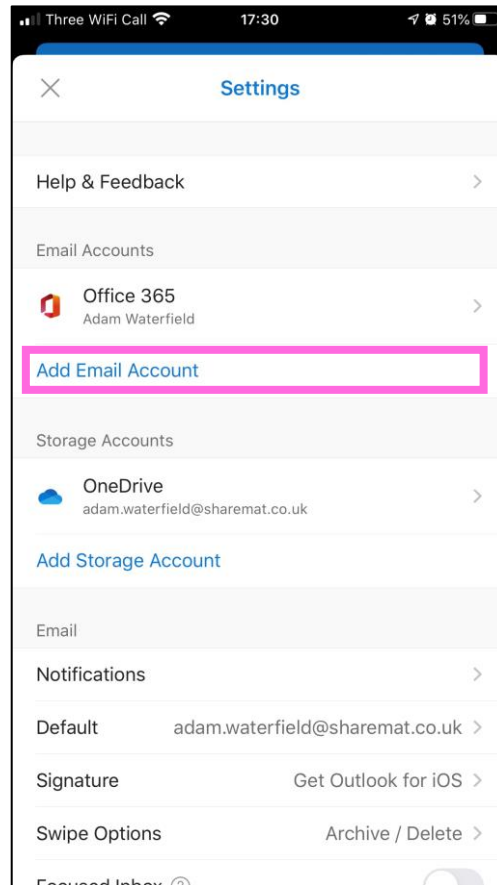 Three WiFi Call 17:30 51%
Settings
Help & Feedback
Email Accounts
Office 365
Adam Waterfield
Add Email Account
Storage Accounts
OneDrive
adam.waterfield@sharemat.co.uk
Add Storage Account
Email
Notifications
Default adam.waterfield@sharemat.co.uk
Signature Get Outlook for iOS
Swipe Options Archive / Delete
Focused Inbox